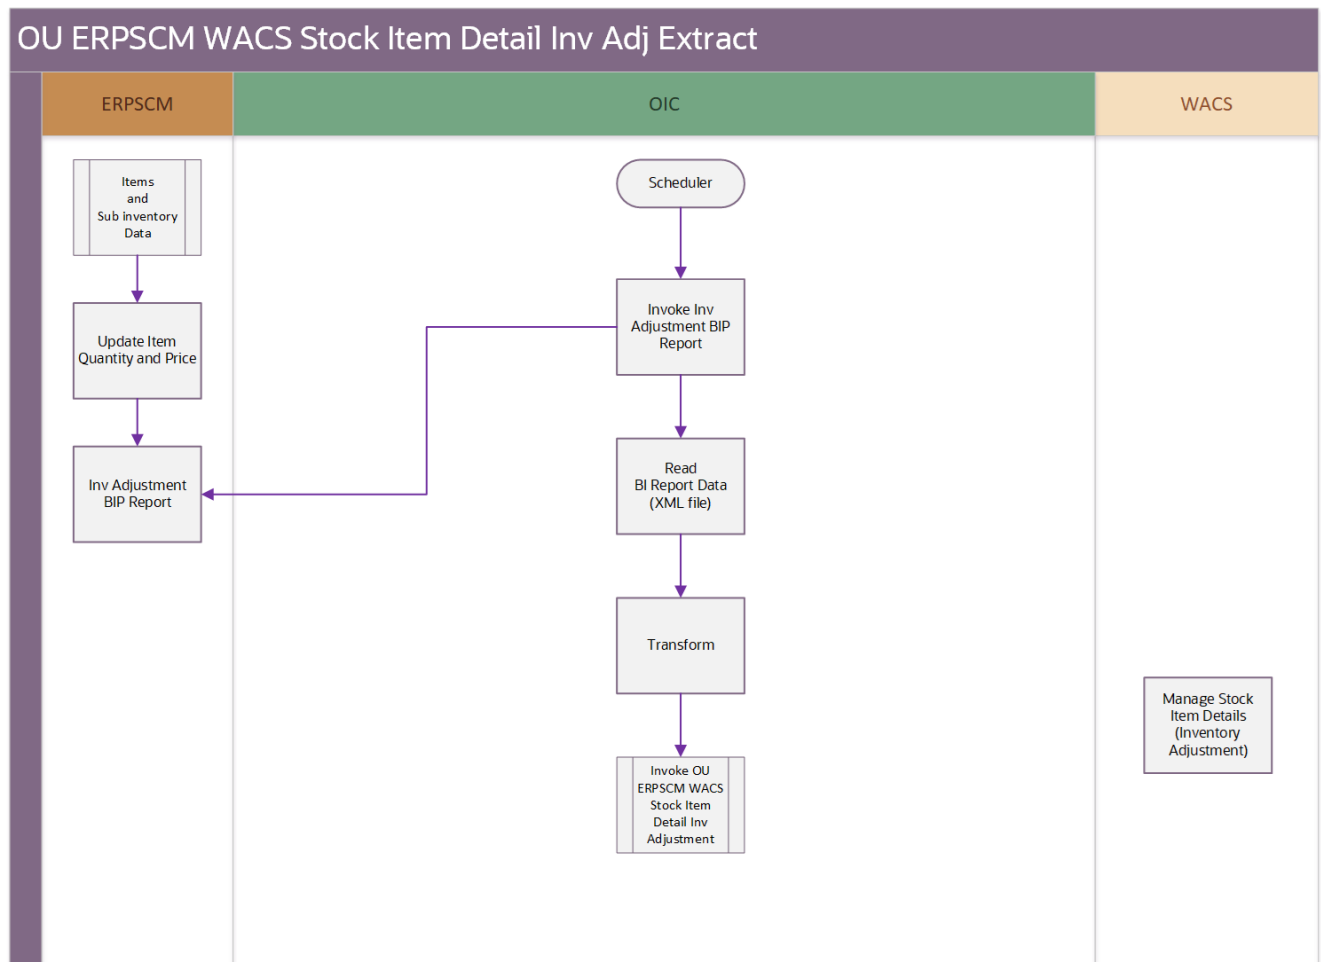 OU ERPSCM WACS Stock Item Detail Inv Adj Extract
ERPSCM
OIC
WACS
Items
and
Sub inventory
Data
Update Item
Quantity and Price
Inv Adjustment
BIP Report
Scheduler
Invoke Inv
Adjustment BIP
Report
Read
BI Report Data
(XML file)
Transform
Invoke OU
ERPSCM WACS
Stock Item
Detail Inv
Adjustment
Manage Stock
Item Details
(Inventory
Adjustment)